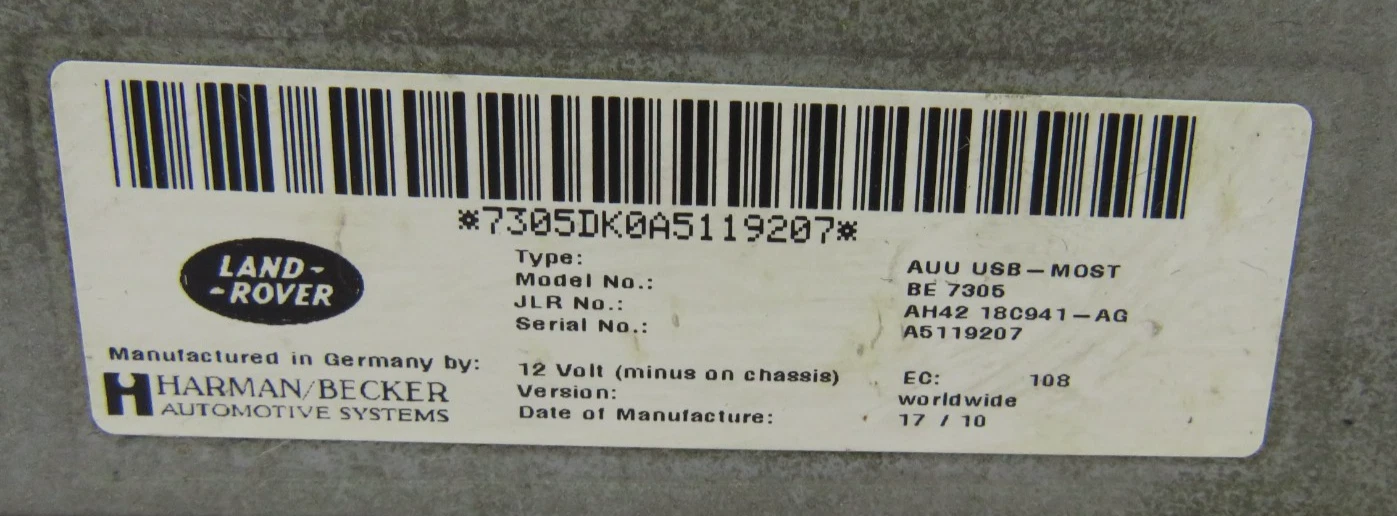 *7305DK0A5119207*
LAND-
-ROVER
Manufactured in Germany by:
HARMAN/BECKER
AUTOMOTIVE SYSTEMS
Type: AUU USB-MOST
Model No.: BE 7305
JLR No.: AH42 18C941-AG
Serial No.: A5119207
12 Volt (minus on chassis) EC: 108
Version: worldwide
Date of Manufacture: 17 / 10